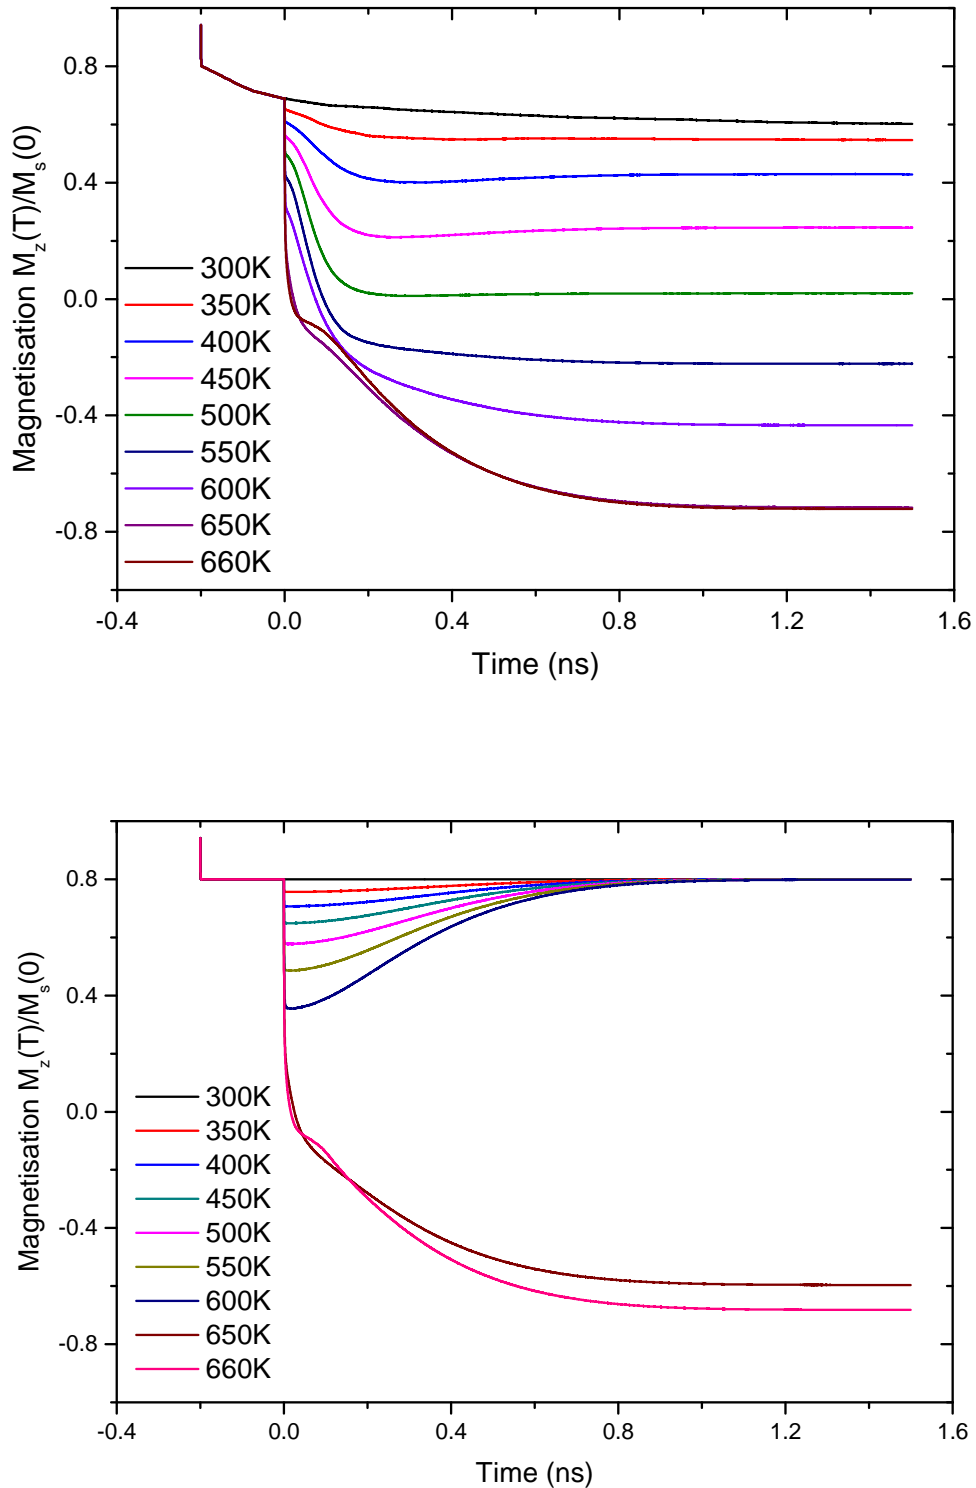 0.8
0.4
0.0
-0.4
-0.8
Magnetisation M_z(T)/M_s(0)
300K
350K
400K
450K
500K
550K
600K
650K
660K
-0.4 0.0 0.4 0.8 1.2 1.6
Time (ns)
0.8
0.4
0.0
-0.4
-0.8
Magnetisation M_z(T)/M_s(0)
300K
350K
400K
450K
500K
550K
600K
650K
660K
-0.4 0.0 0.4 0.8 1.2 1.6
Time (ns)